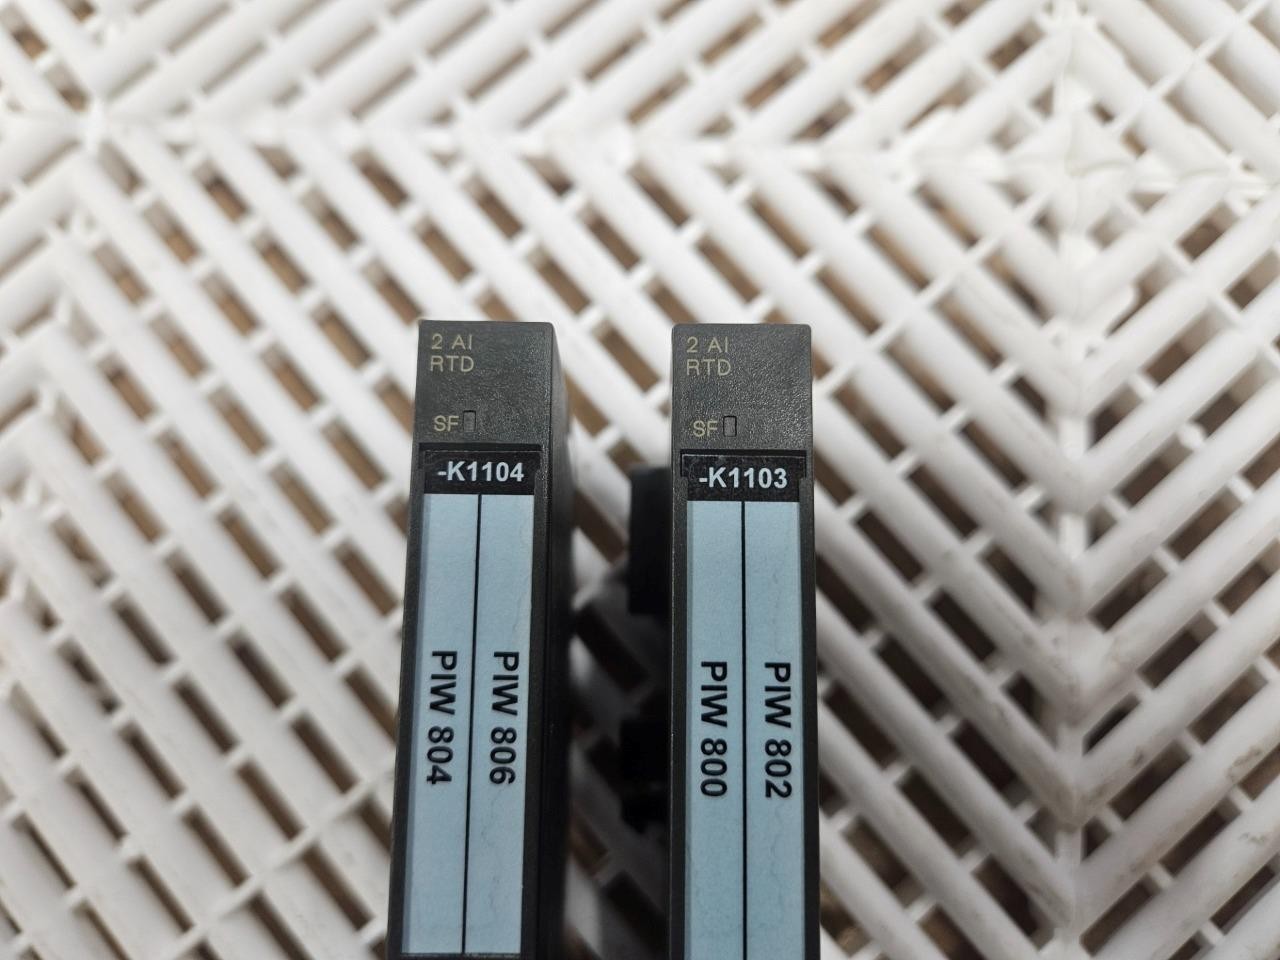 2 AI
RTD
SF
-K1104
PIW 804
PIW 806
2 AI
RTD
SF
-K1103
PIW 800
PIW 802